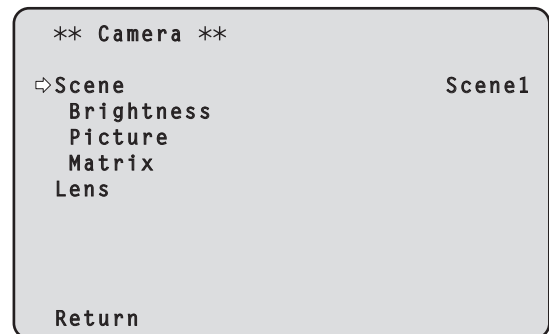 ** Camera **
⇨Scene Scene1
Brightness
Picture
Matrix
Lens
Return